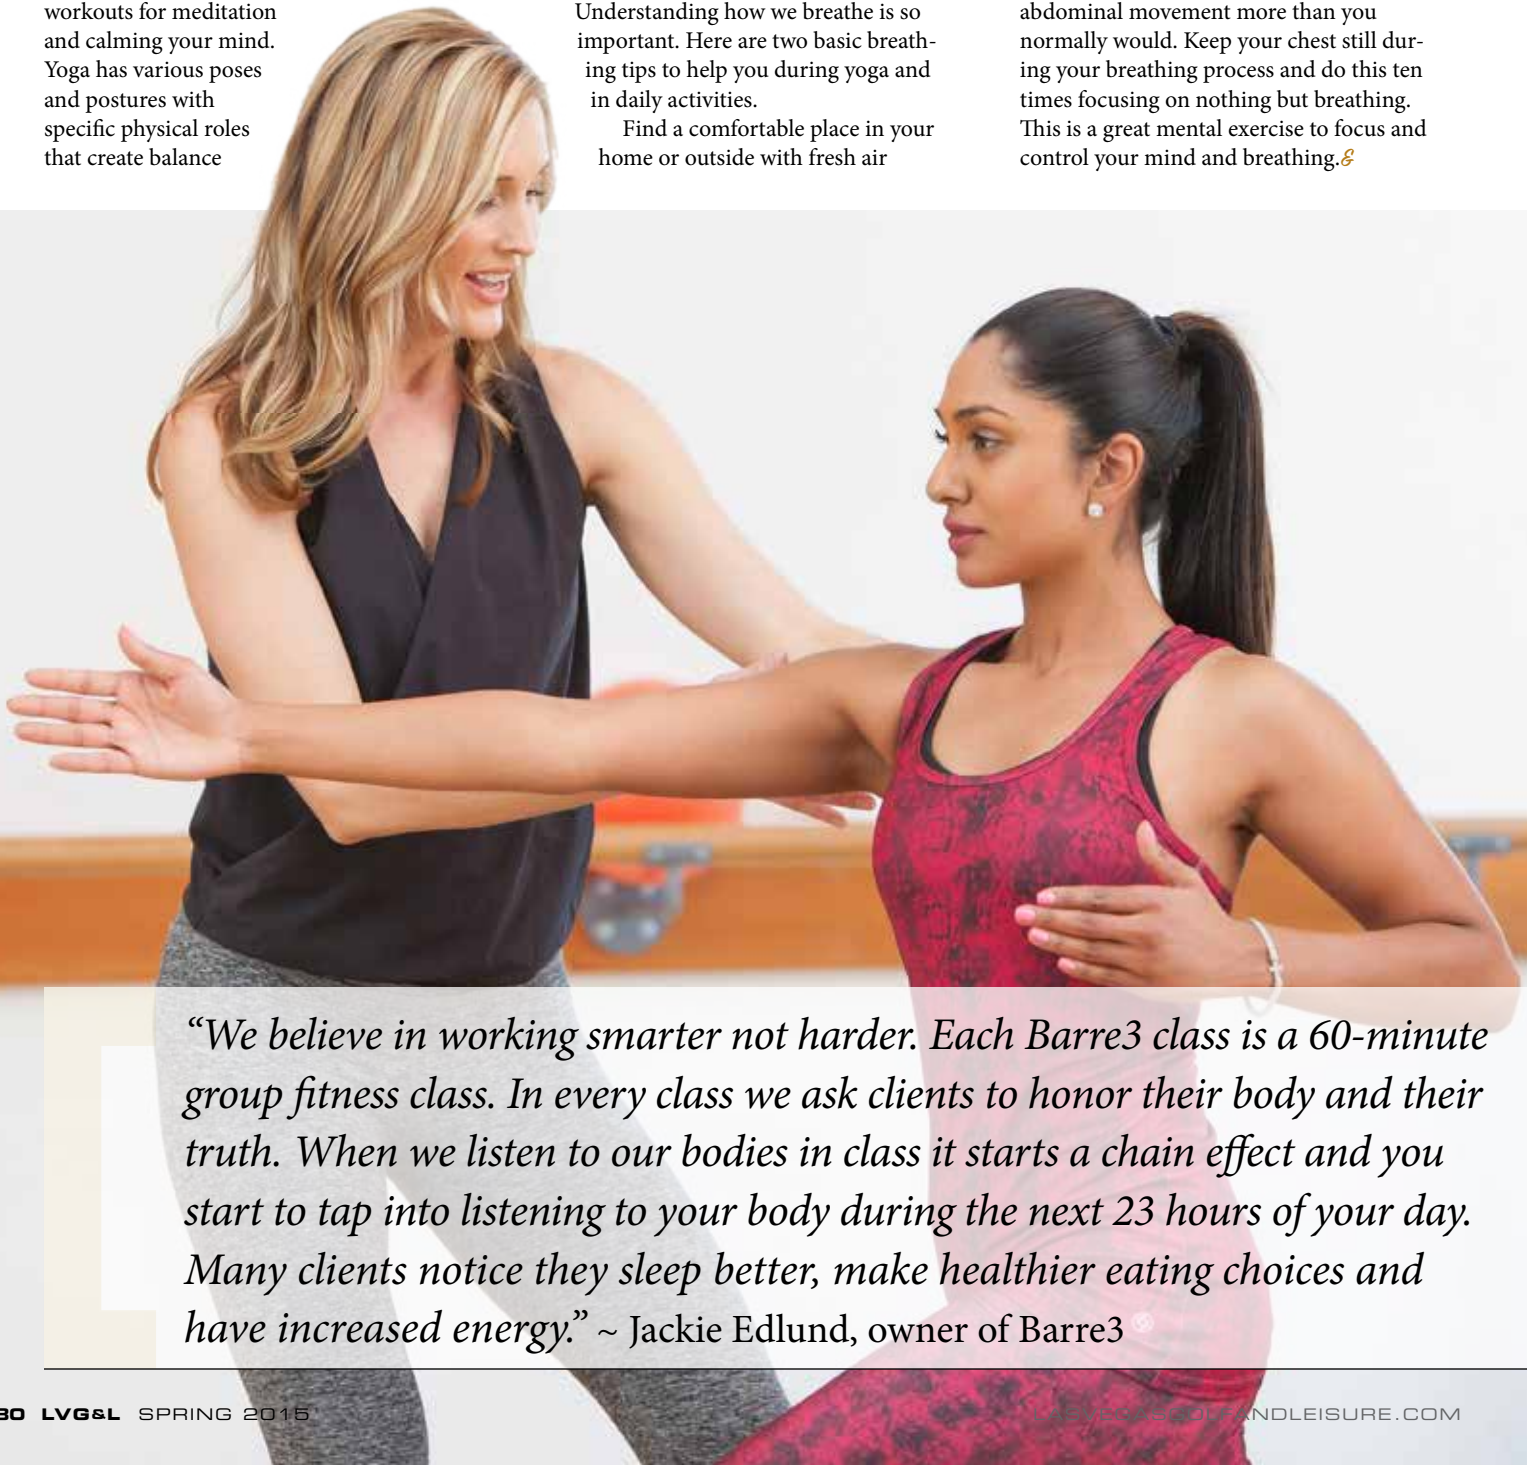 workouts for meditation
and calming your mind.
Yoga has various poses
and postures with
specific physical roles
that create balance
Understanding how we breathe is so
important. Here are two basic breath-
ing tips to help you during yoga and
in daily activities.
Find a comfortable place in your
home or outside with fresh air
abdominal movement more than you
normally would. Keep your chest still dur-
ing your breathing process and do this ten
times focusing on nothing but breathing.
This is a great mental exercise to focus and
control your mind and breathing.
“We believe in working smarter not harder. Each Barre3 class is a 60-minute
group fitness class. In every class we ask clients to honor their body and their
truth. When we listen to our bodies in class it starts a chain effect and you
start to tap into listening to your body during the next 23 hours of your day.
Many clients notice they sleep better, make healthier eating choices and
have increased energy.” ~ Jackie Edlund, owner of Barre3
LVG&L SPRING 2015
VEGASGOLFANDLEISURE.COM